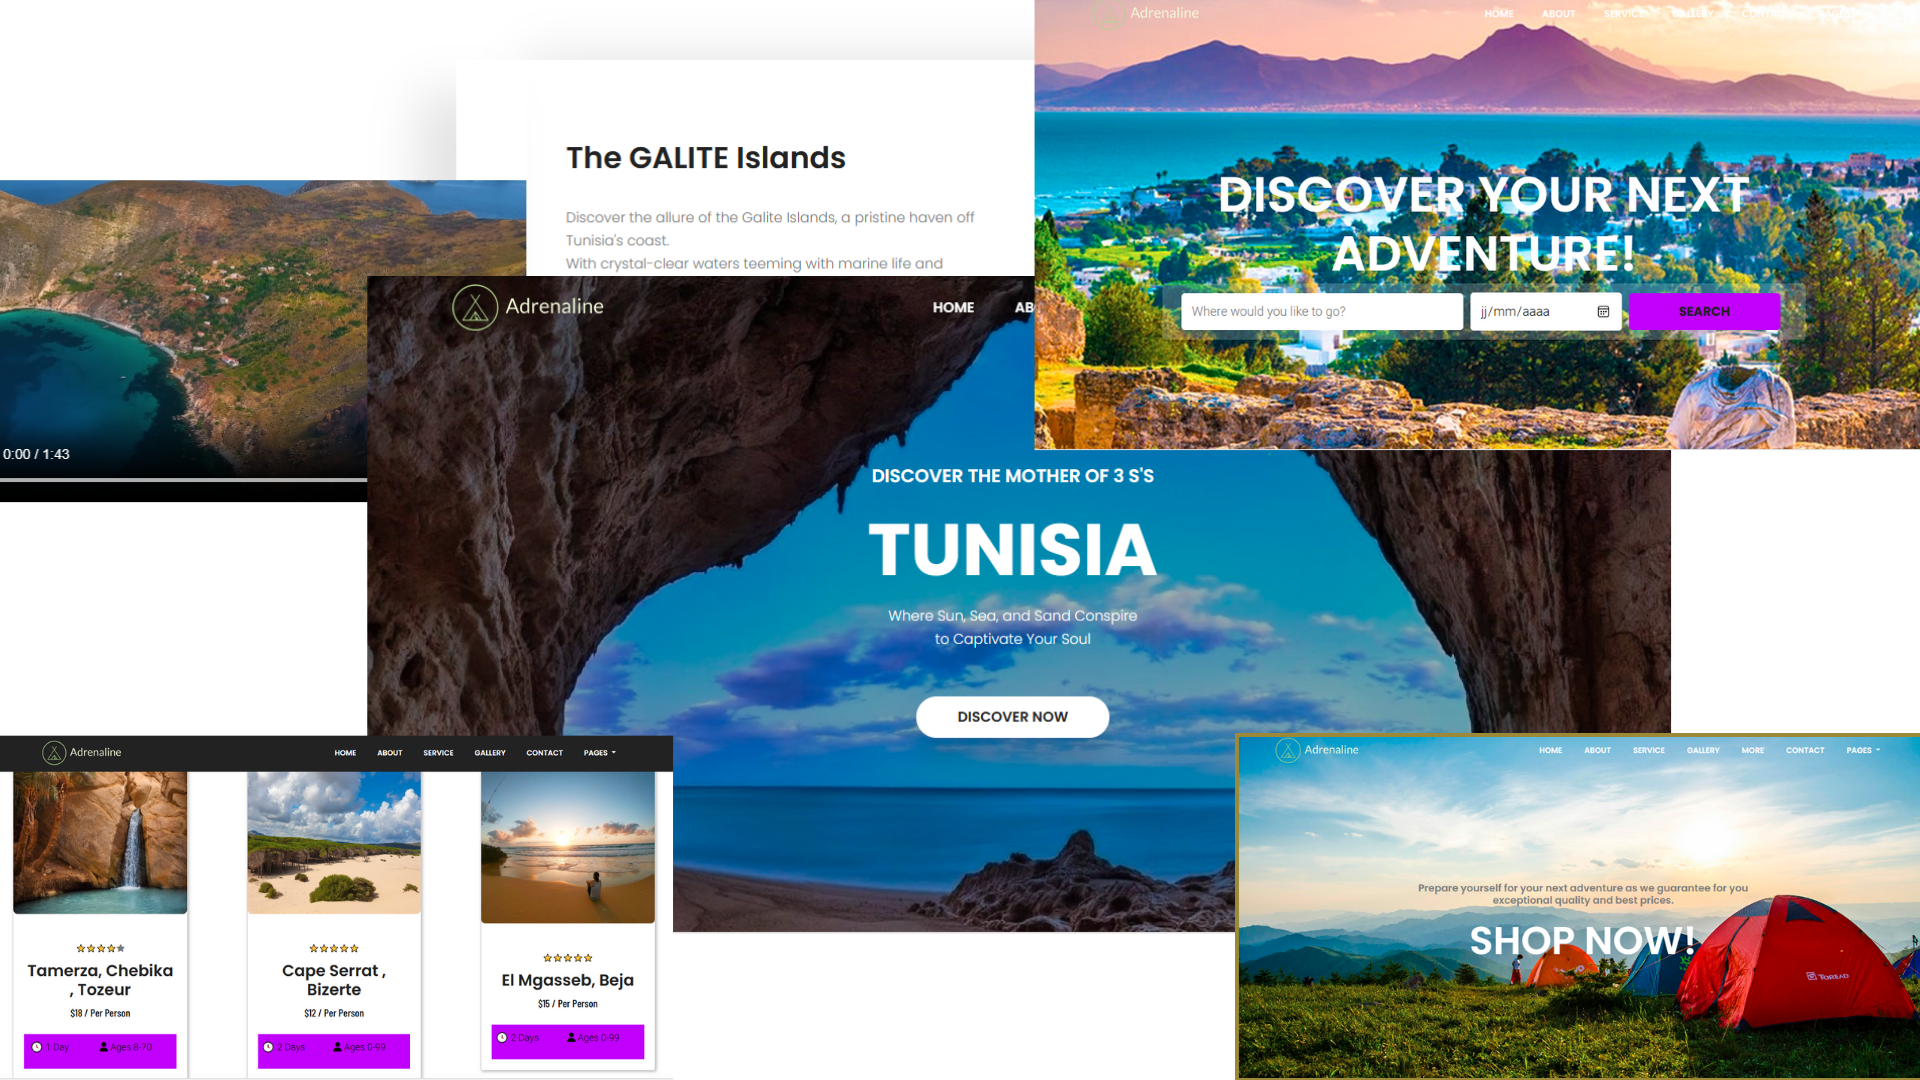 Adrenaline
HOME ABOUT SERVICE GALLERY
The GALITE Islands
Discover the allure of the Galite Islands, a pristine haven off
Tunisia's coast.
With crystal-clear waters teeming with marine life and
DISCOVER YOUR NEXT
ADVENTURE!
Where would you like to go?
jj/mm/aaaa
SEARCH
0:00 / 1:43
Adrenaline
HOME AB
DISCOVER THE MOTHER OF 3 S'S
TUNISIA
Where Sun, Sea, and Sand Conspire
to Captivate Your Soul
DISCOVER NOW
Adrenaline
HOME ABOUT SERVICE GALLERY CONTACT PAGES
Tamerza, Chebika
, Tozeur
$18 / Per Person
1 Day Ages 8-70
Cape Serrat ,
Bizerte
$12 / Per Person
2 Days Ages 0-99
El Mgasseb, Beja
$15 / Per Person
2 Days Ages 0-99
Adrenaline
HOME ABOUT SERVICE GALLERY MORE CONTACT PAGES
Prepare yourself for your next adventure as we guarantee for you
exceptional quality and best prices.
SHOP NOW!
TOREAD